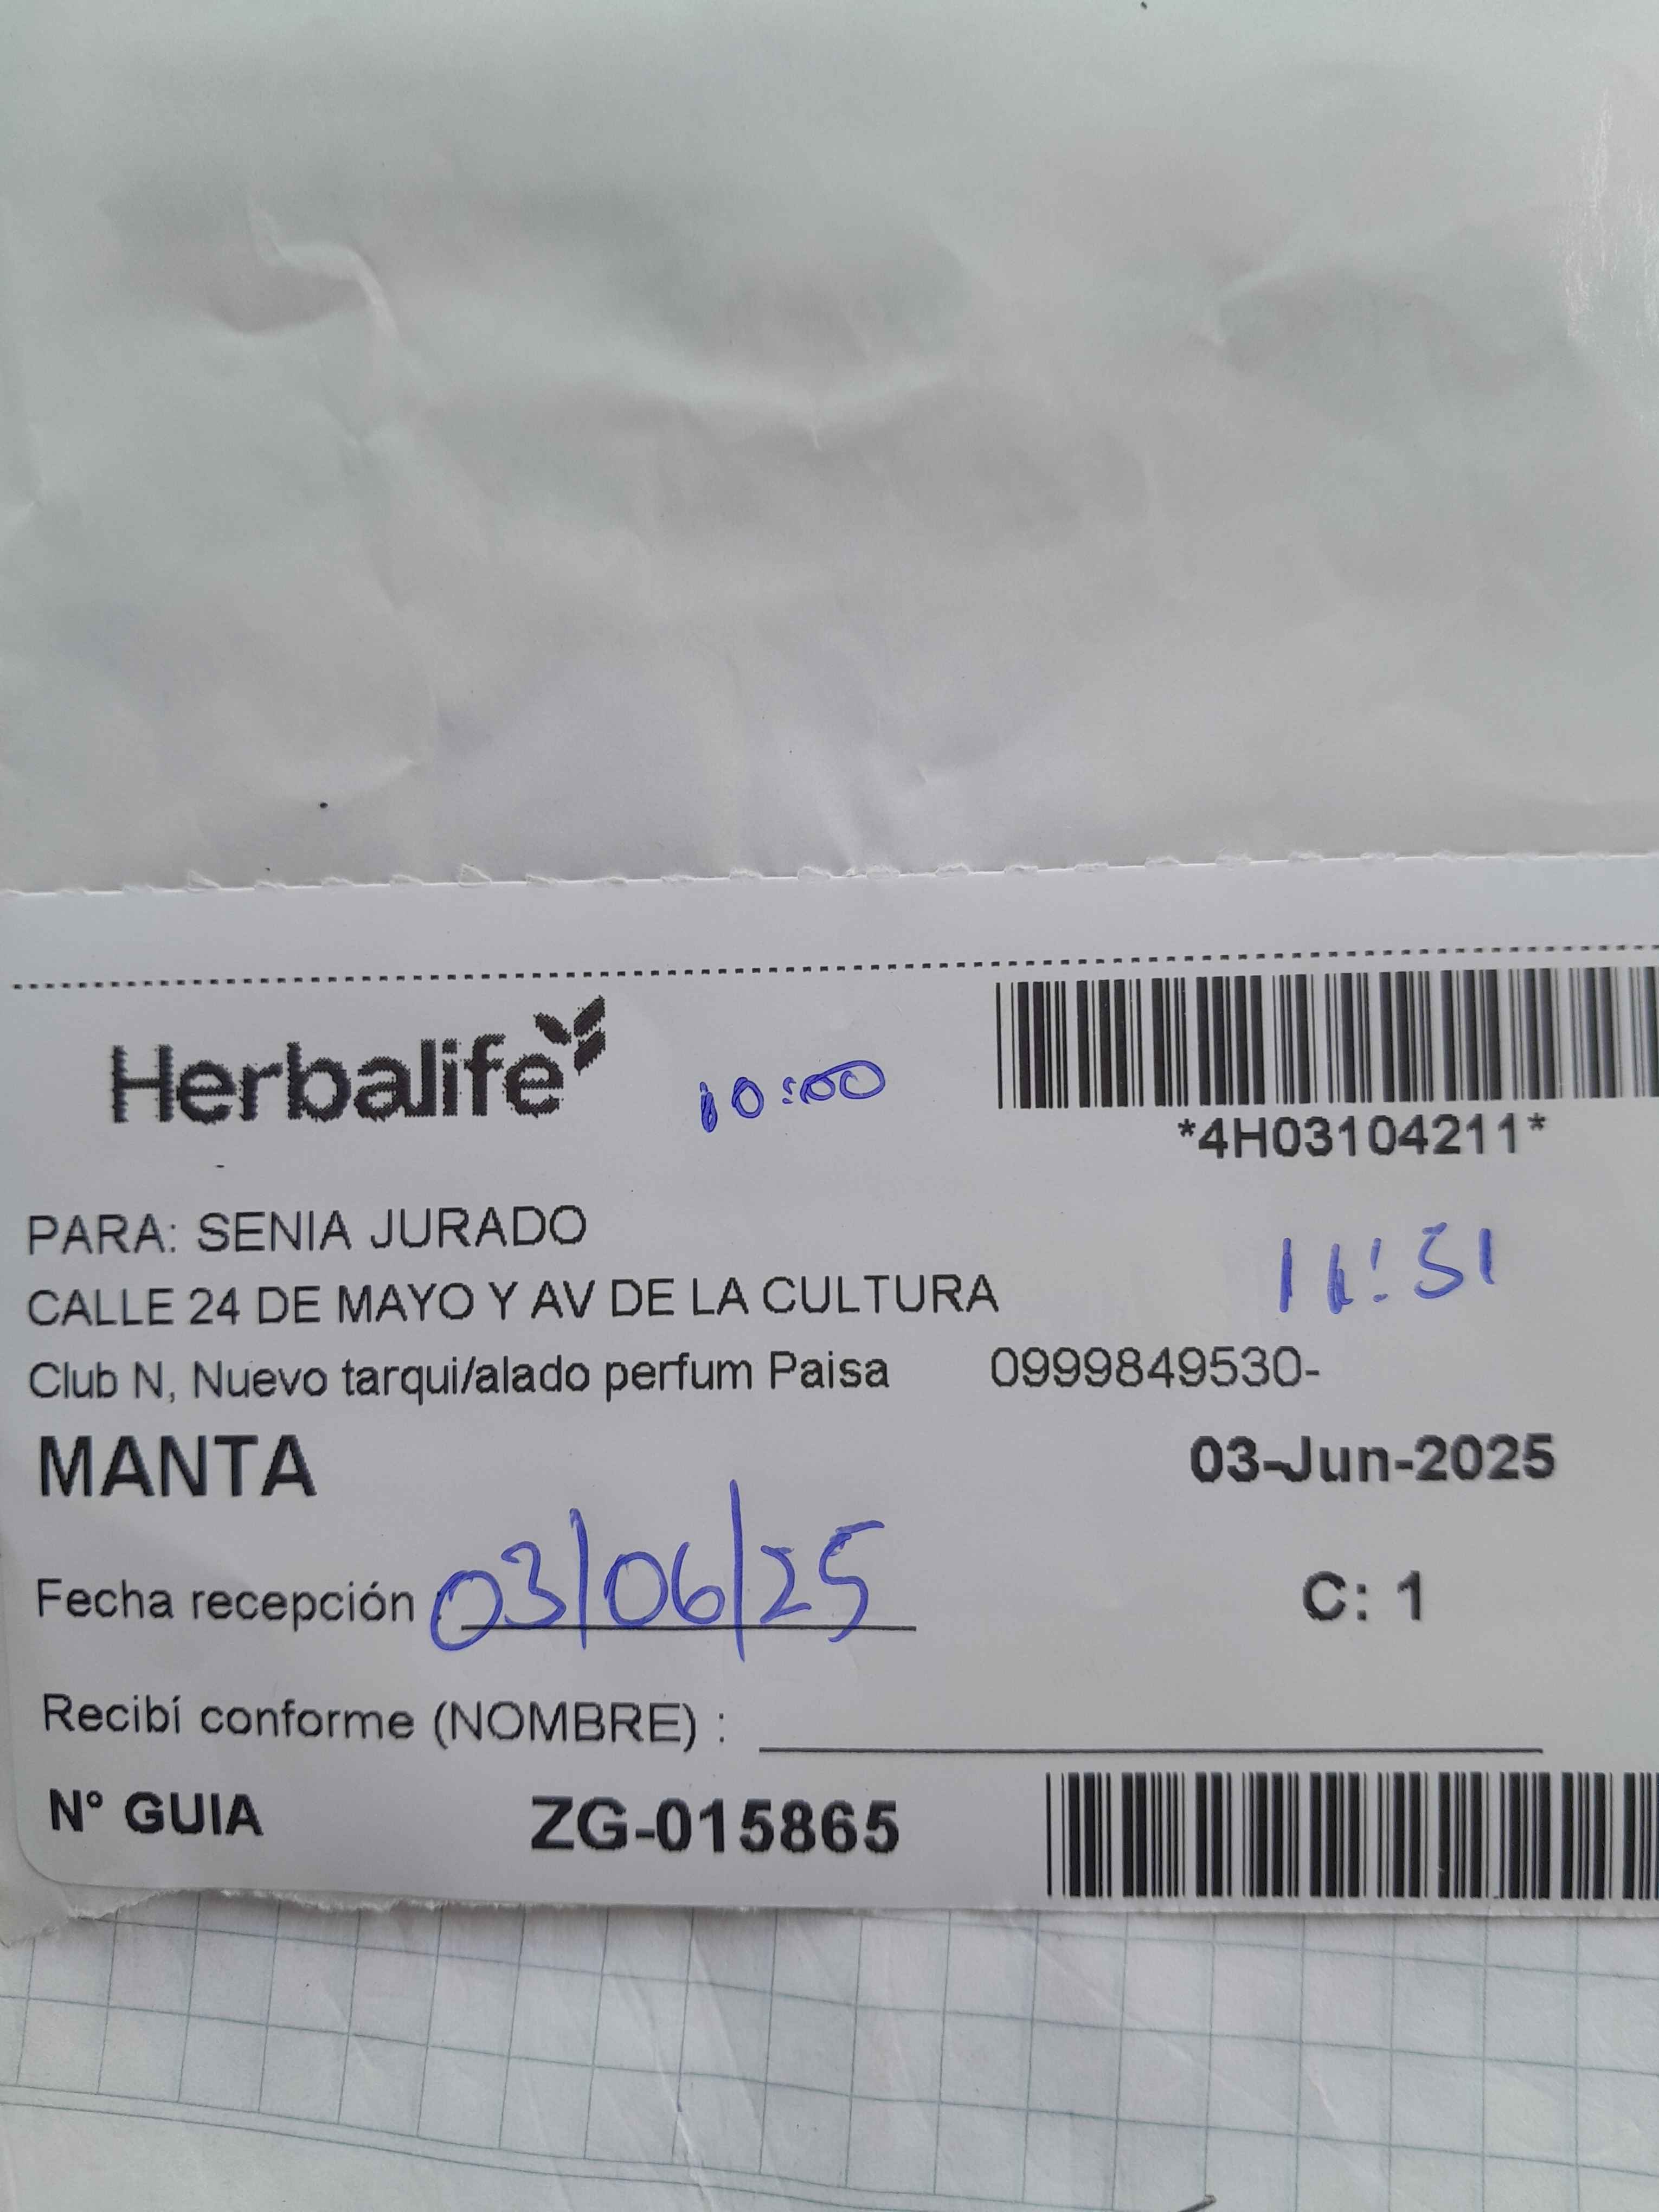 Herbalife
10:00
*4H03104211*
PARA: SENIA JURADO
11:51
CALLE 24 DE MAYO Y AV DE LA CULTURA
Club N, Nuevo tarqui/alado perfum Paisa 0999849530-
MANTA 03-Jun-2025
Fecha recepción 03/06/25 C: 1
Recibí conforme (NOMBRE) :
N° GUIA ZG-015865